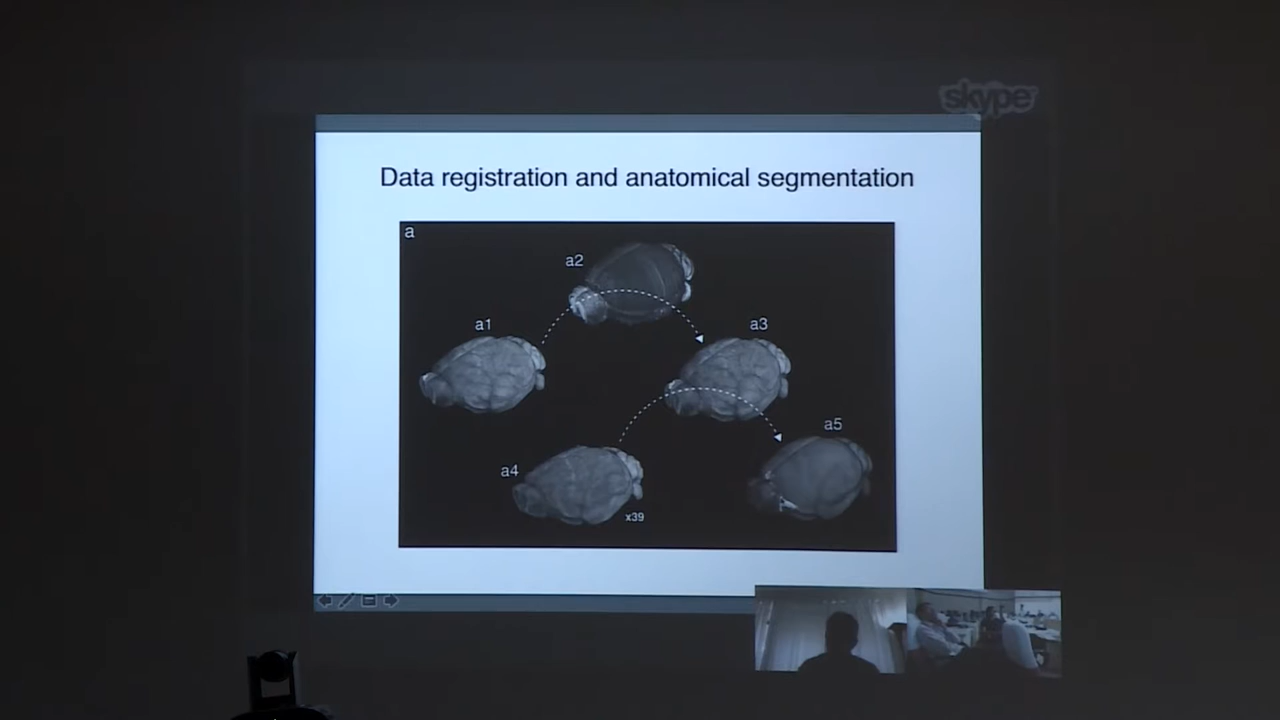 skype
Data registration and anatomical segmentation
a
a2
a1
a3
a5
a4
x39